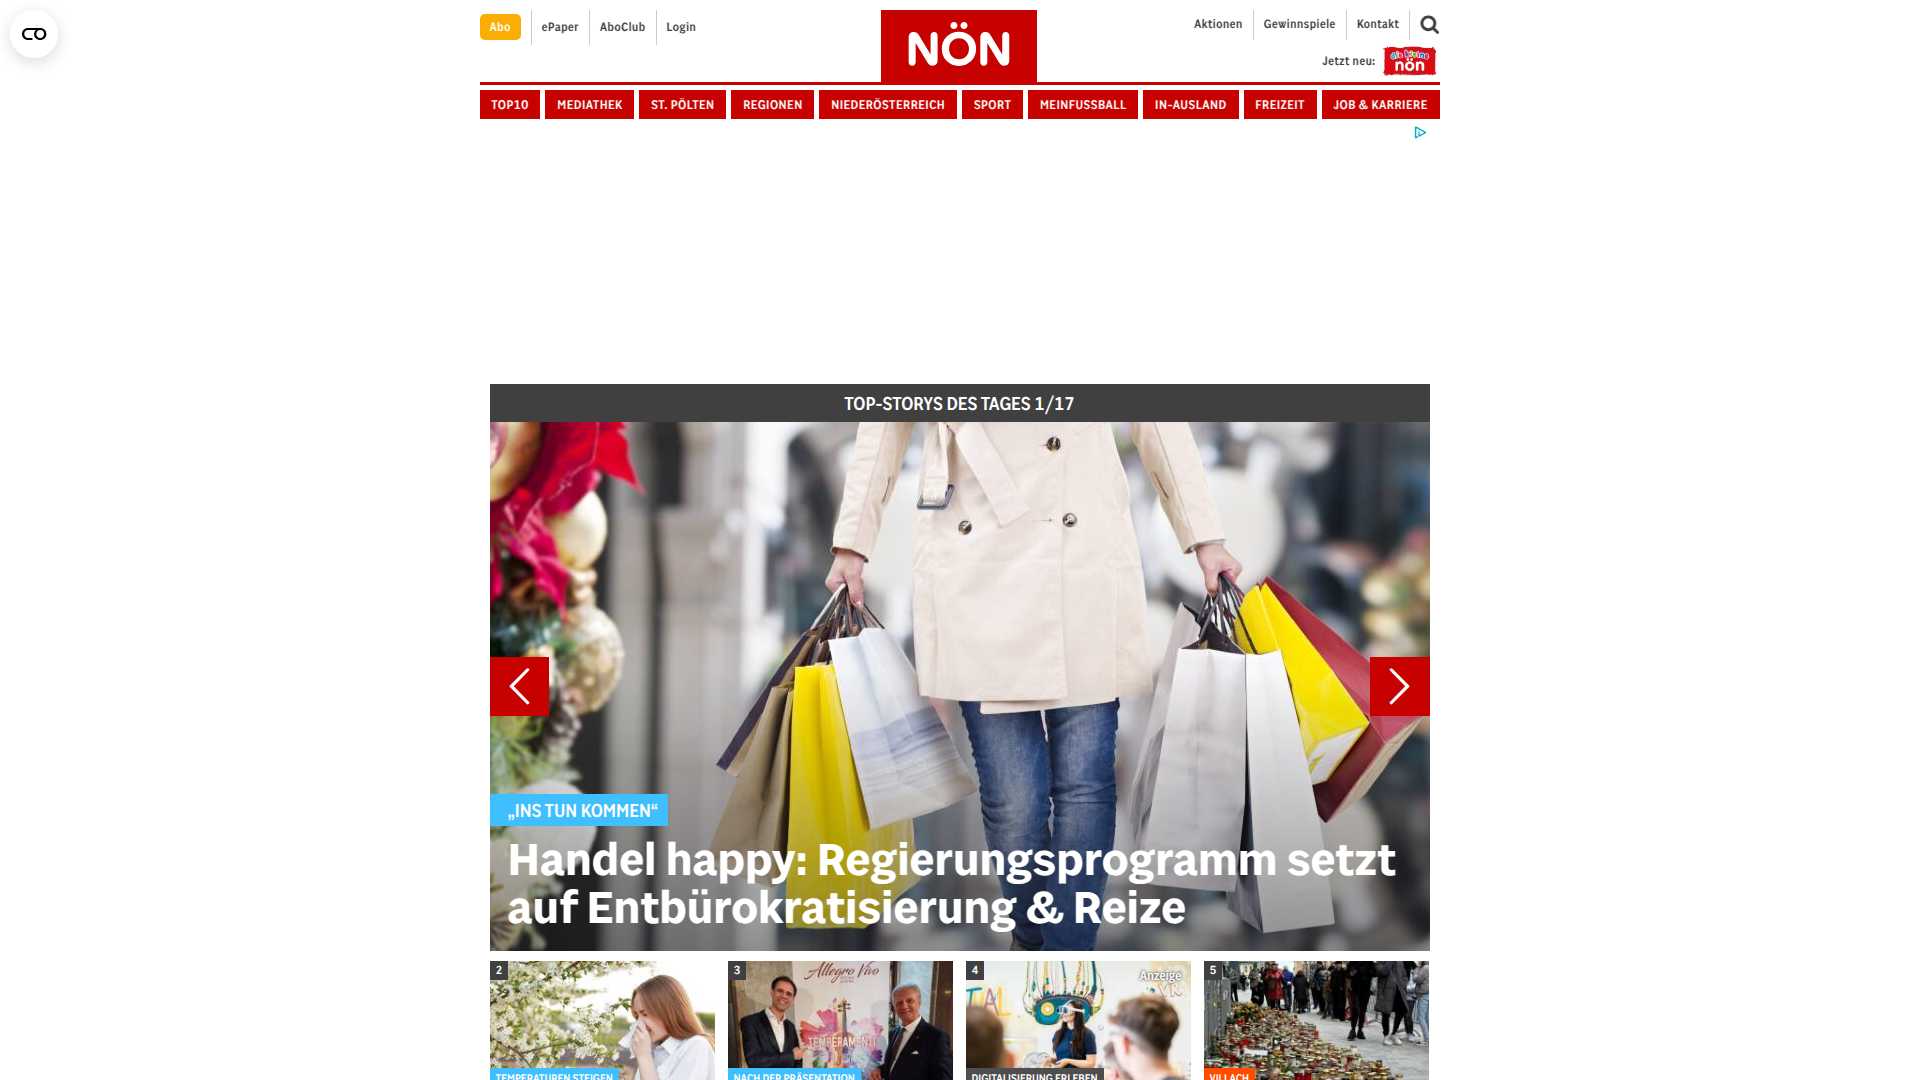 Abo
ePaper
AboClub
Login
NÖN
Aktionen
Gewinnspiele
Kontakt
Jetzt neu:
die kleine
nön
TOP10
MEDIATHEK
ST. PÖLTEN
REGIONEN
NIEDERÖSTERREICH
SPORT
MEINFUSSBALL
IN-AUSLAND
FREIZEIT
JOB & KARRIERE
TOP-STORYS DES TAGES 1/17
„INS TUN KOMMEN“
Handel happy: Regierungsprogramm setzt
auf Entbürokratisierung & Reize
2
TEMPERATUREN STEIGEN
3
Allegro Vivo
TEMPERAMENTI
NACH DER PRÄSENTATION
4
Anzeige
DIGITALISIERUNG ERLEBEN
5
VILLACH